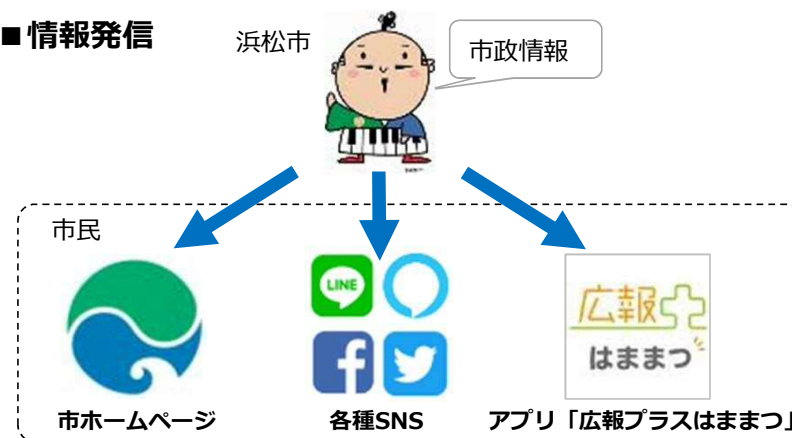 ■情報発信
浜松市
市政情報
市民
LINE
広報
はままつ
市ホームページ
各種SNS
アプリ「広報プラスはままつ」